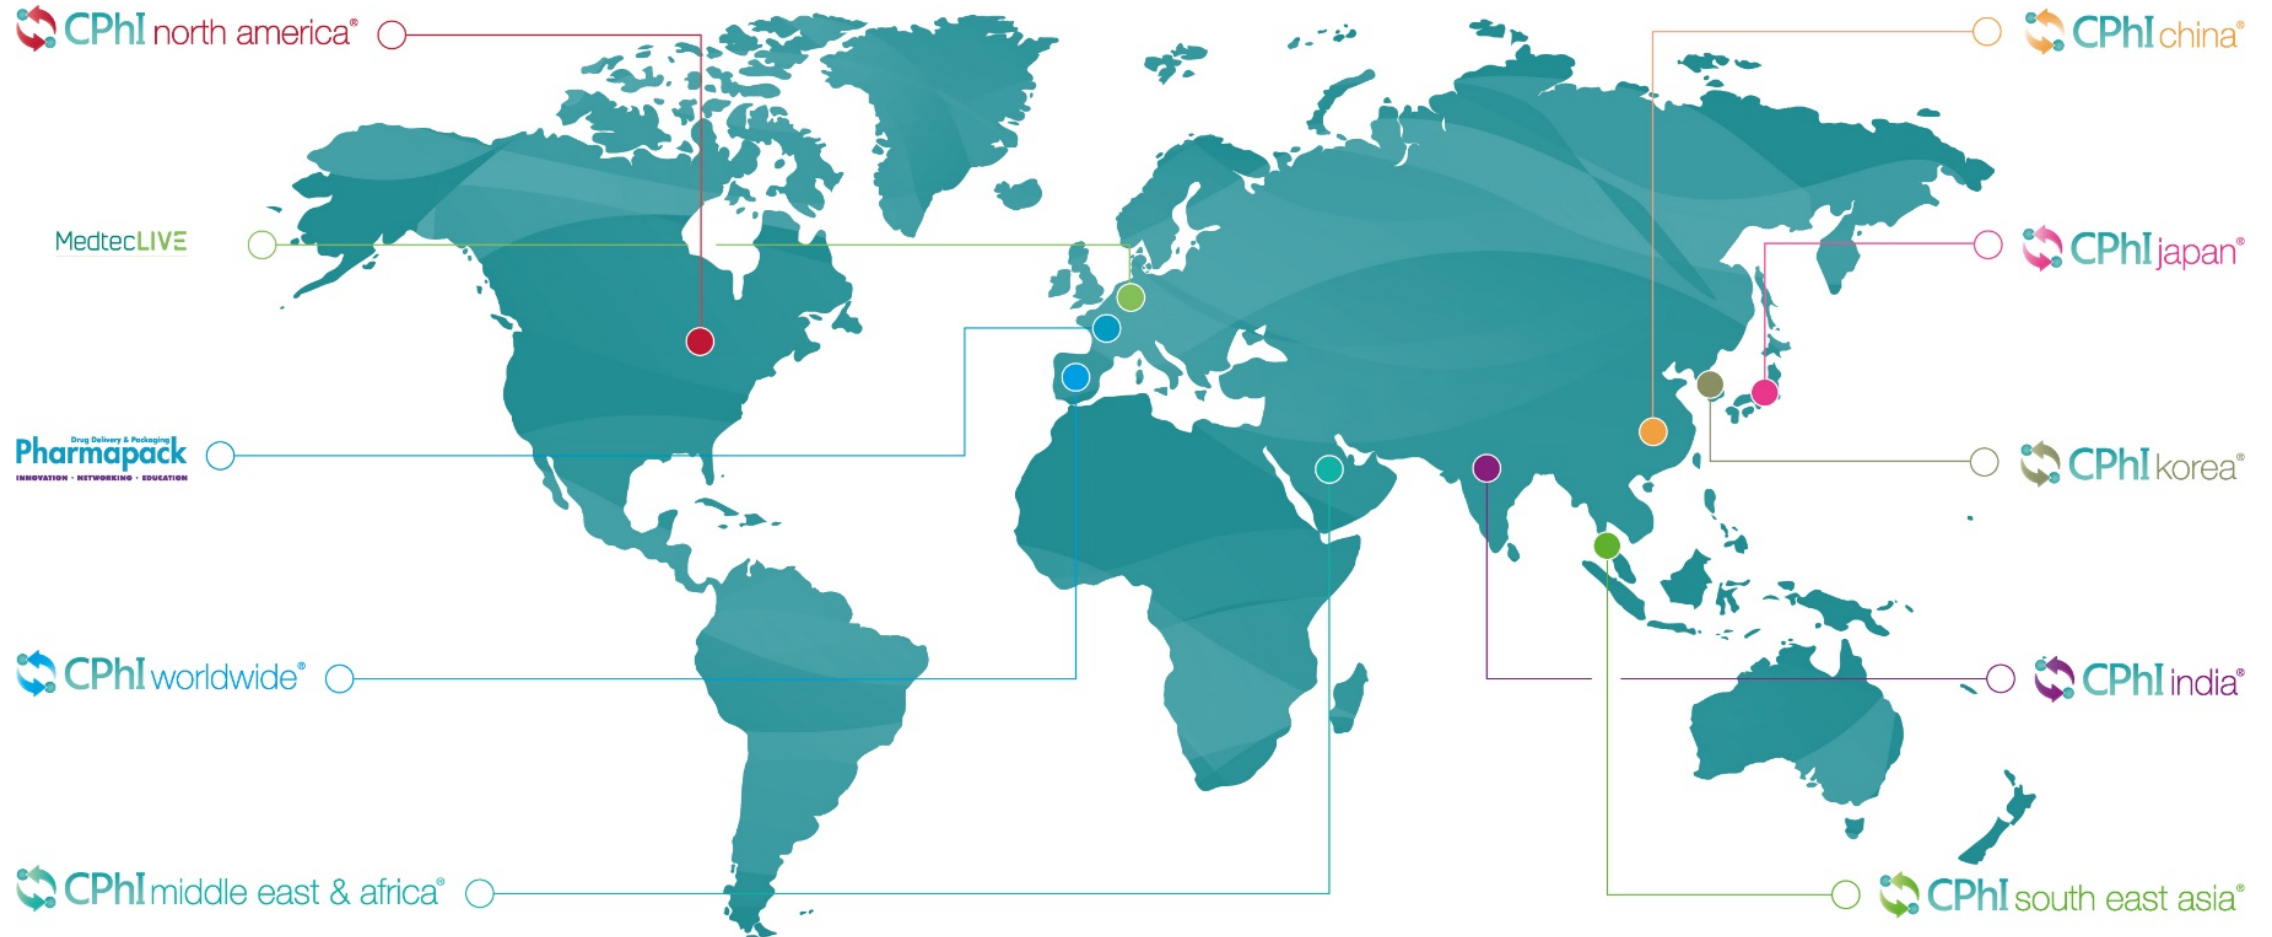 CPhI north america®
CPhI china®
MedtecLIVE
CPhI japan®
Drug Delivery & Packaging
Pharmapack
INNOVATION • NETWORKING • EDUCATION
CPhI korea®
CPhI worldwide®
CPhI india®
CPhI middle east & africa®
CPhI south east asia®